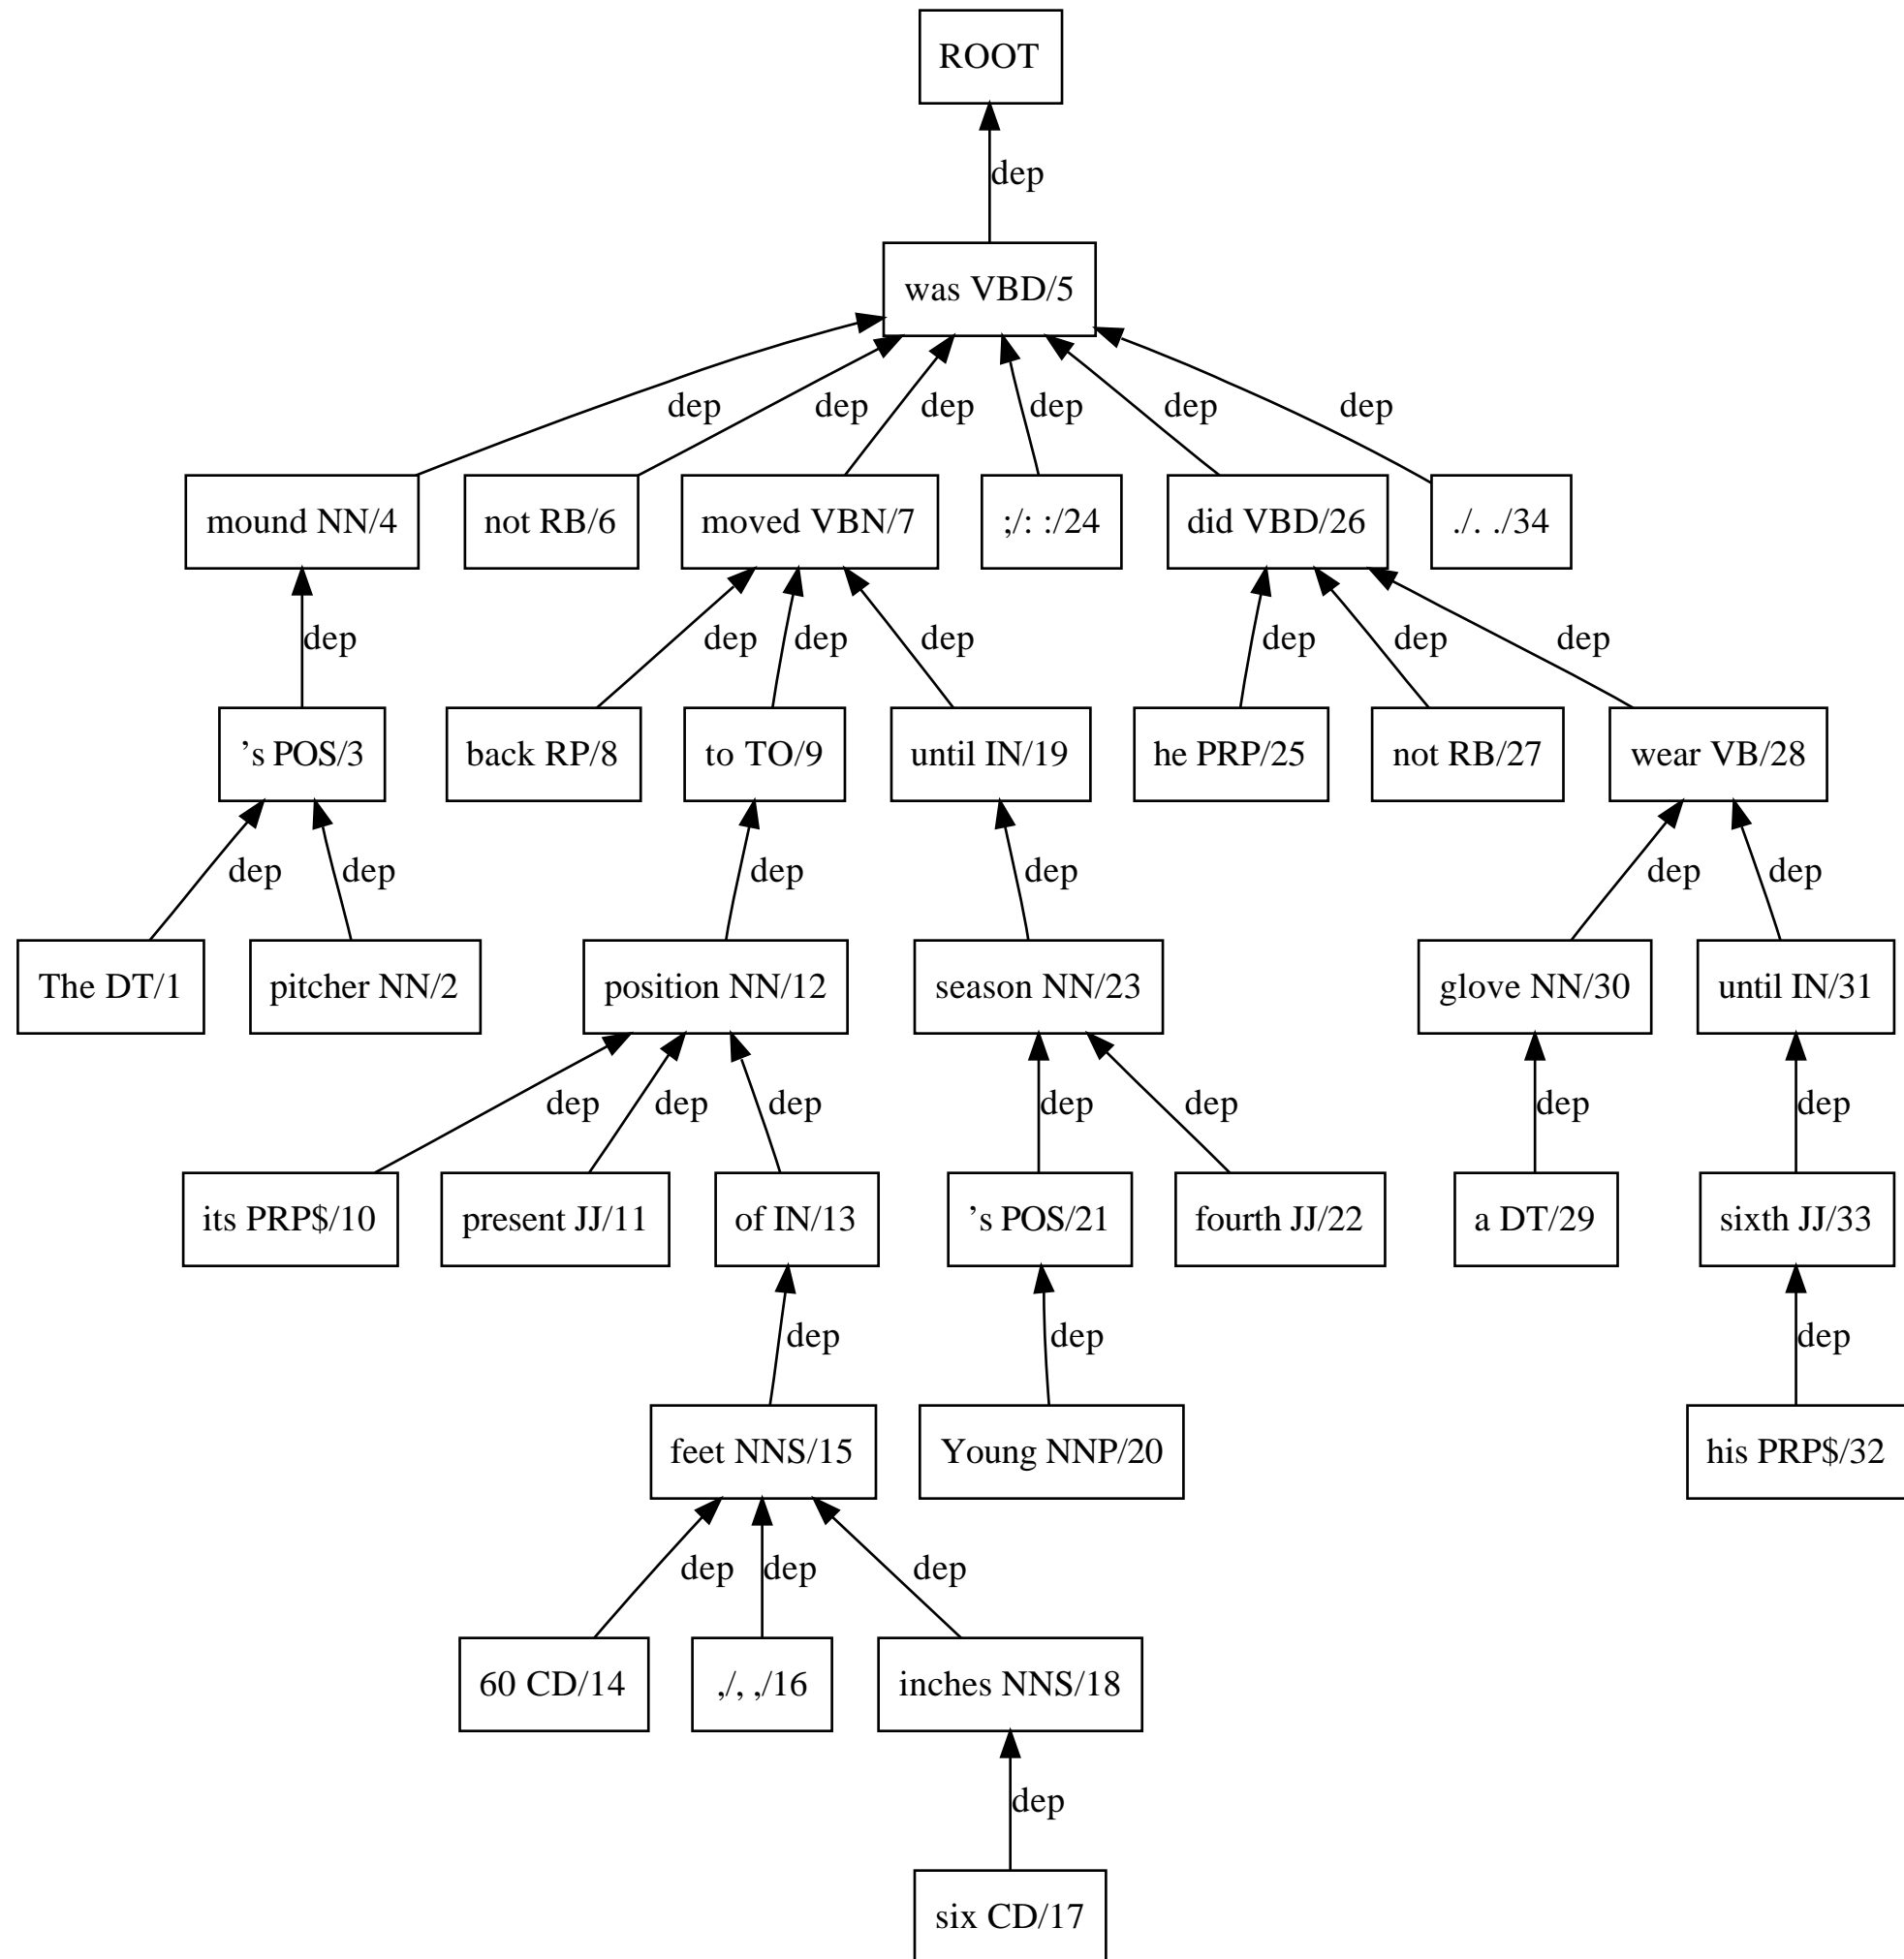 ROOT
dep
was VBD/5
dep dep dep dep dep dep
mound NN/4 not RB/6 moved VBN/7 ;/: :/24 did VBD/26 ./. ./34
dep dep dep dep dep dep dep
’s POS/3 back RP/8 to TO/9 until IN/19 he PRP/25 not RB/27 wear VB/28
dep dep dep dep dep dep
The DT/1 pitcher NN/2 position NN/12 season NN/23 glove NN/30 until IN/31
dep dep dep dep dep dep dep
its PRP$/10 present JJ/11 of IN/13 ’s POS/21 fourth JJ/22 a DT/29 sixth JJ/33
dep dep dep
feet NNS/15 Young NNP/20 his PRP$/32
dep dep dep
60 CD/14 ,/, ,/16 inches NNS/18
dep
six CD/17